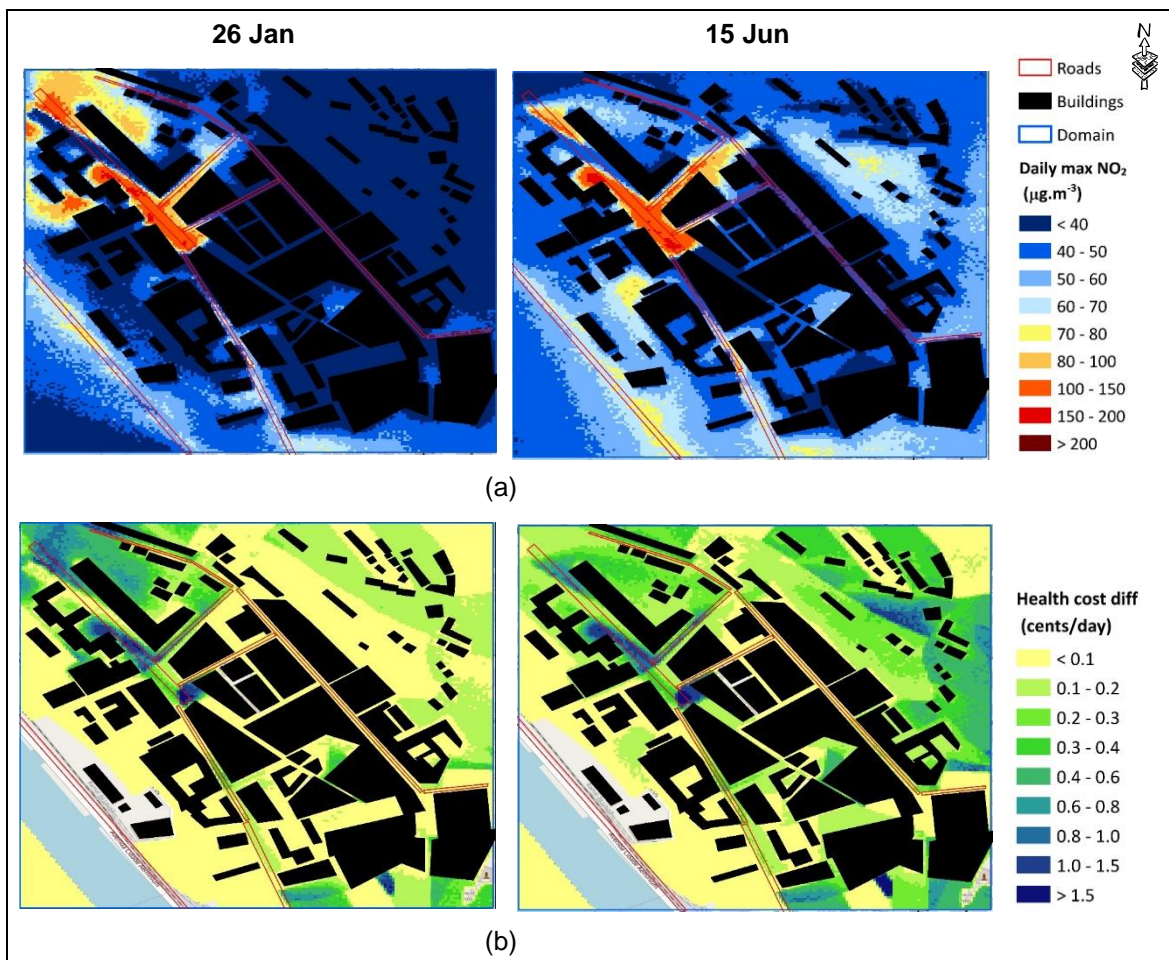 26 Jan
15 Jun
N
Roads
Buildings
Domain
Daily max NO₂
(μg.m⁻³)
< 40
40 - 50
50 - 60
60 - 70
70 - 80
80 - 100
100 - 150
150 - 200
> 200
(a)
Health cost diff
(cents/day)
< 0.1
0.1 - 0.2
0.2 - 0.3
0.3 - 0.4
0.4 - 0.6
0.6 - 0.8
0.8 - 1.0
1.0 - 1.5
> 1.5
(b)